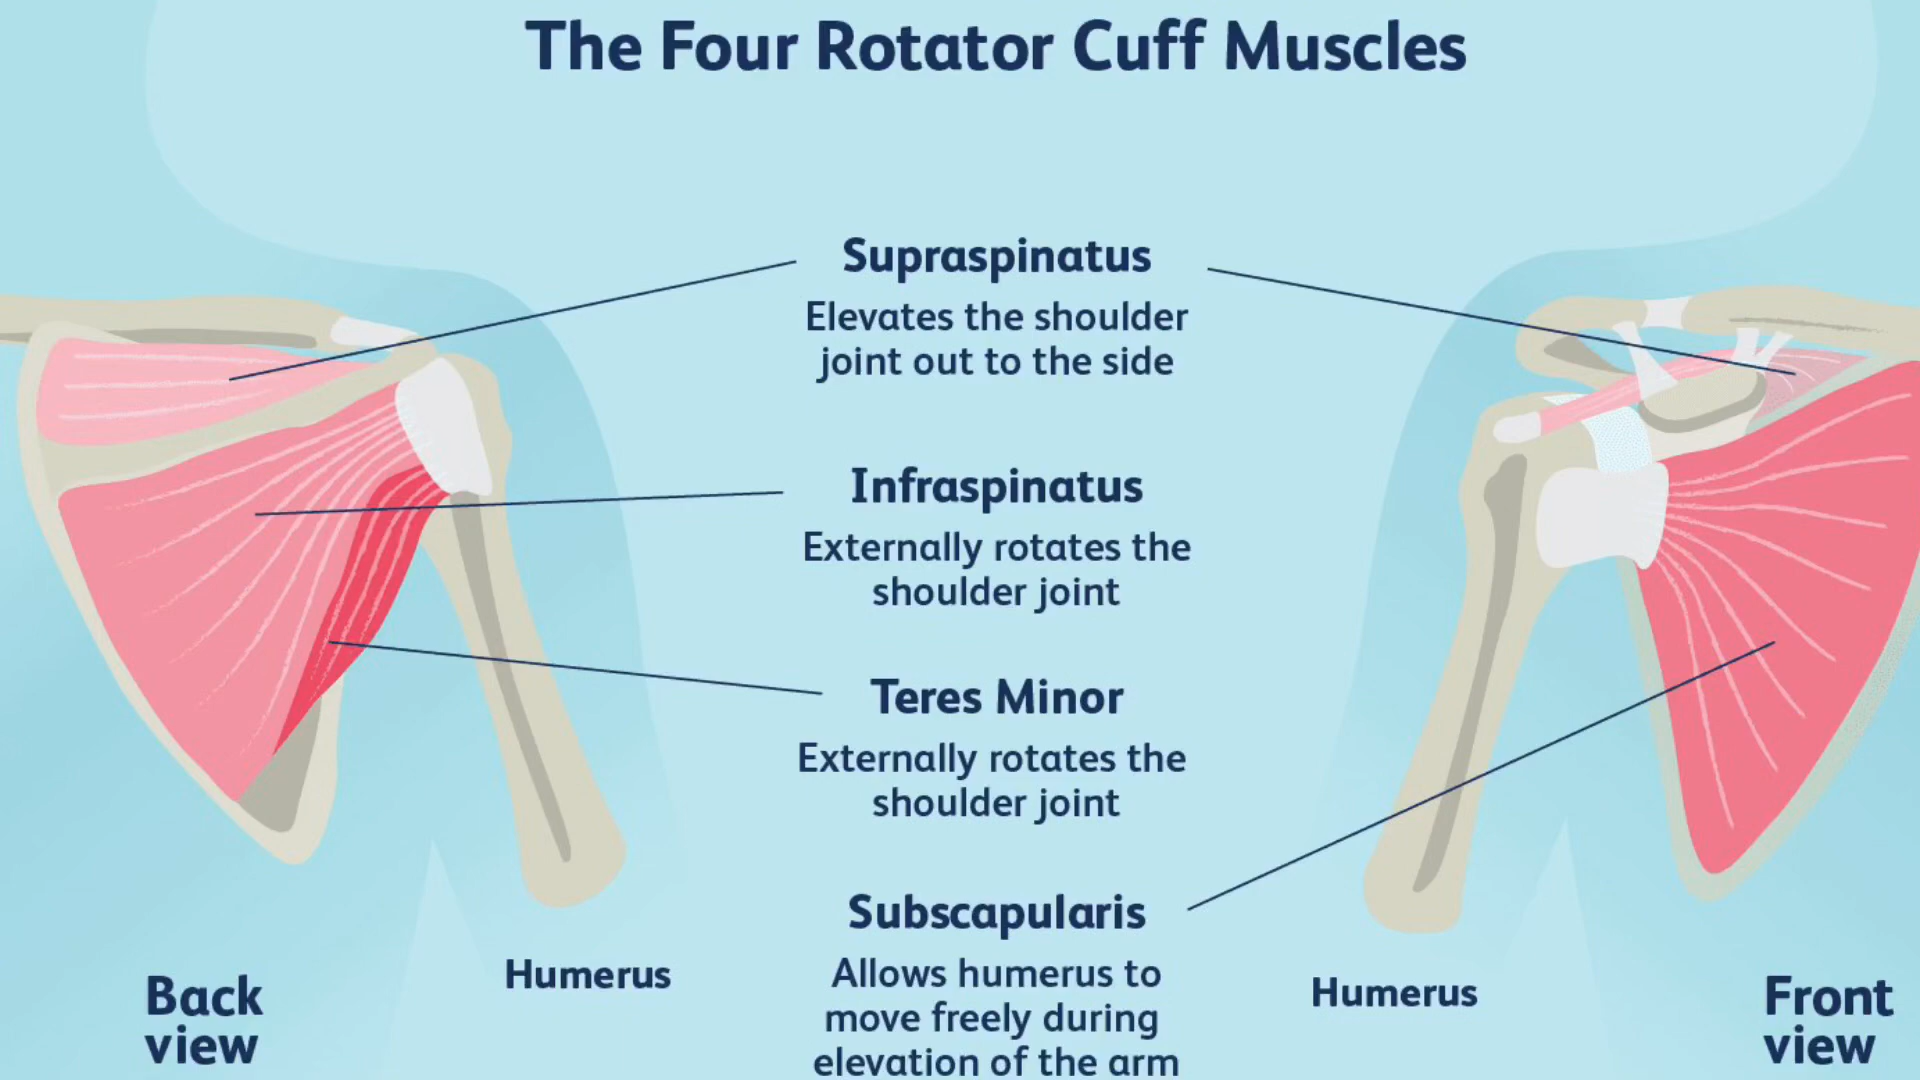 The Four Rotator Cuff Muscles
Supraspinatus
Elevates the shoulder
joint out to the side
Infraspinatus
Externally rotates the
shoulder joint
Teres Minor
Externally rotates the
shoulder joint
Subscapularis
Allows humerus to
move freely during
elevation of the arm
Humerus
Humerus
Back
view
Front
view